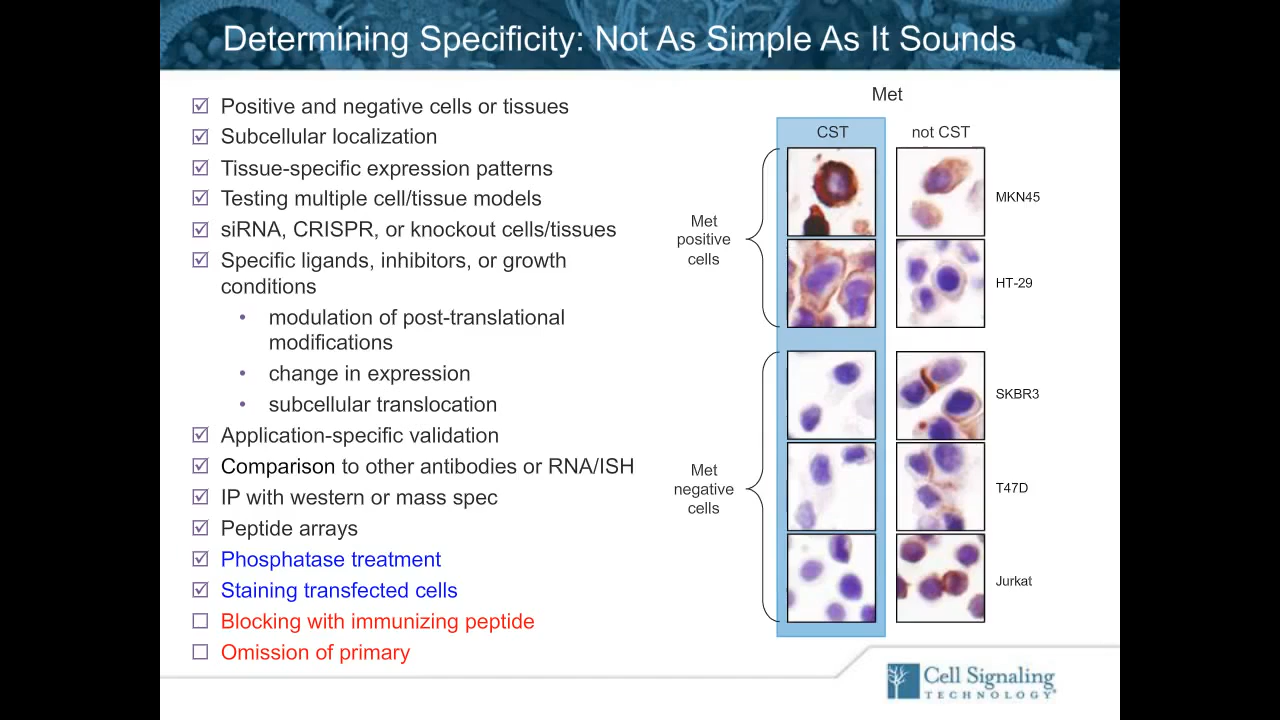 Determining Specificity: Not As Simple As It Sounds
Positive and negative cells or tissues
Subcellular localization
Tissue-specific expression patterns
Testing multiple cell/tissue models
siRNA, CRISPR, or knockout cells/tissues
Specific ligands, inhibitors, or growth
conditions
• modulation of post-translational
modifications
• change in expression
• subcellular translocation
Application-specific validation
Comparison to other antibodies or RNA/ISH
IP with western or mass spec
Peptide arrays
Phosphatase treatment
Staining transfected cells
Blocking with immunizing peptide
Omission of primary
Met
CST
not CST
Met
positive
cells
MKN45
HT-29
Met
negative
cells
SKBR3
T47D
Jurkat
Cell Signaling
TECHNOLOGY®